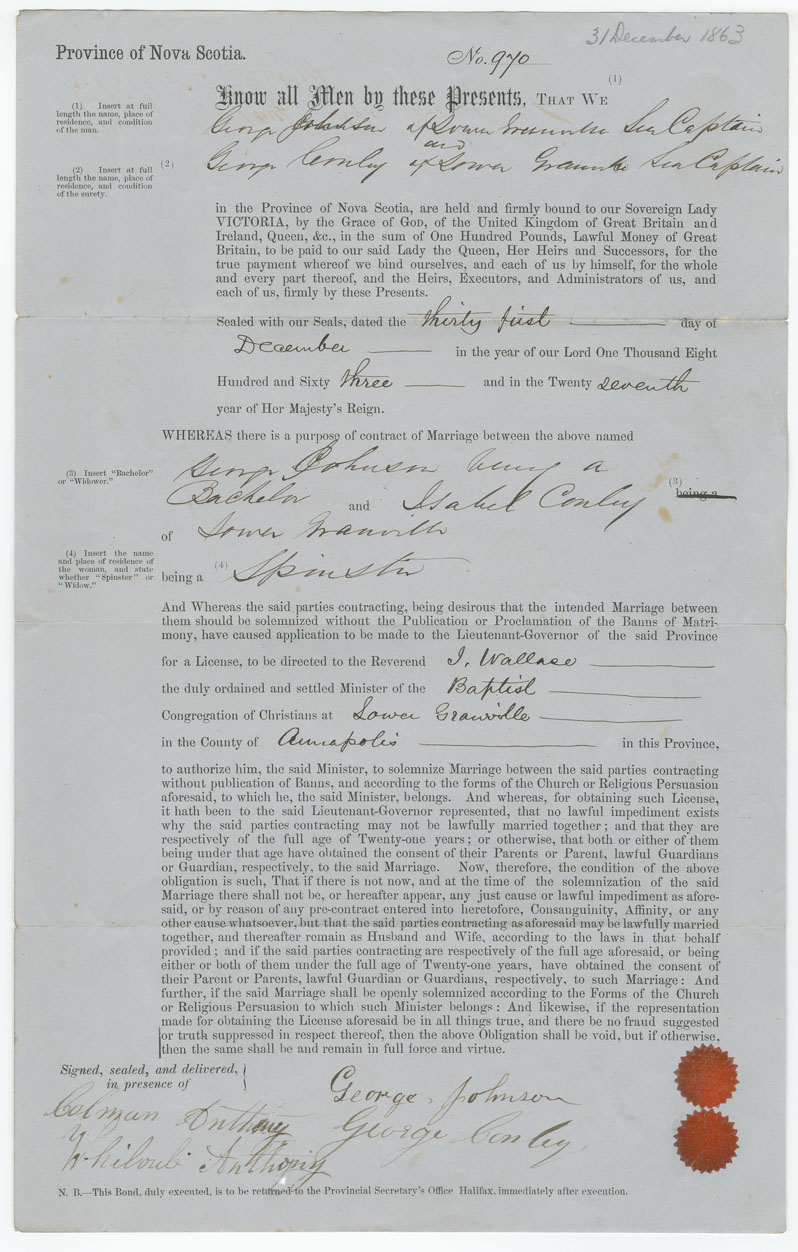 31 December 1863
Province of Nova Scotia.
No. 970
(1)
Know all Men by these Presents, THAT WE
(1) Insert at full
length the name, place of
residence, and condition
of the man.
George Johnson of Lower Granville Sea Captain
and
(2)
George Conley of Lower Granville Sea Captain
(2) Insert at full
length the name, place of
residence, and condition
of the surety.
in the Province of Nova Scotia, are held and firmly bound to our Sovereign Lady
VICTORIA, by the Grace of GOD, of the United Kingdom of Great Britain and
Ireland, Queen, &c., in the sum of One Hundred Pounds, Lawful Money of Great
Britain, to be paid to our said Lady the Queen, Her Heirs and Successors, for the
true payment whereof we bind ourselves, and each of us by himself, for the whole
and every part thereof, and the Heirs, Executors, and Administrators of us, and
each of us, firmly by these Presents.
Sealed with our Seals, dated the thirty first day of
December in the year of our Lord One Thousand Eight
Hundred and Sixty three and in the Twenty seventh
year of Her Majesty's Reign.
WHEREAS there is a purpose of contract of Marriage between the above named
(3) Insert "Bachelor"
or "Widower."
George Johnson being a
(3)
being a
Bachelor and Isabel Conley
of Lower Granville
(4) Insert the name
and place of residence of
the woman, and state
whether "Spinster" or
"Widow."
being a (4) Spinster
And Whereas the said parties contracting, being desirous that the intended Marriage between
them should be solemnized without the Publication or Proclamation of the Banns of Matri-
mony, have caused application to be made to the Lieutenant-Governor of the said Province
for a License, to be directed to the Reverend I. Wallace
the duly ordained and settled Minister of the Baptist
Congregation of Christians at Lower Granville
in the County of Annapolis in this Province,
to authorize him, the said Minister, to solemnize Marriage between the said parties contracting
without publication of Banns, and according to the forms of the Church or Religious Persuasion
aforesaid, to which he, the said Minister, belongs. And whereas, for obtaining such License,
it hath been to the said Lieutenant-Governor represented, that no lawful impediment exists
why the said parties contracting may not be lawfully married together; and that they are
respectively of the full age of Twenty-one years; or otherwise, that both or either of them
being under that age have obtained the consent of their Parents or Parent, lawful Guardians
or Guardian, respectively, to the said Marriage. Now, therefore, the condition of the above
obligation is such, That if there is not now, and at the time of the solemnization of the said
Marriage there shall not be, or hereafter appear, any just cause or lawful impediment as afore-
said, or by reason of any pre-contract entered into heretofore, Consanguinity, Affinity, or any
other cause whatsoever, but that the said parties contracting as aforesaid may be lawfully married
together, and thereafter remain as Husband and Wife, according to the laws in that behalf
provided; and if the said parties contracting are respectively of the full age aforesaid, or being
either or both of them under the full age of Twenty-one years, have obtained the consent of
their Parent or Parents, lawful Guardian or Guardians, respectively, to such Marriage: And
further, if the said Marriage shall be openly solemnized according to the Forms of the Church
or Religious Persuasion to which such Minister belongs: And likewise, if the representation
made for obtaining the License aforesaid be in all things true, and there be no fraud suggested
or truth suppressed in respect thereof, then the above Obligation shall be void, but if otherwise,
then the same shall be and remain in full force and virtue.
Signed, sealed, and delivered,
in presence of
George Johnson
Colman Anthony
George Conley
Anthony
N. B.—This Bond, duly executed, is to be returned to the Provincial Secretary's Office Halifax, immediately after execution.